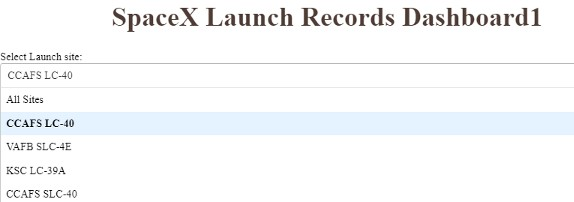 SpaceX Launch Records Dashboard1
Select Launch site:
CCAFS LC-40
All Sites
CCAFS LC-40
VAFB SLC-4E
KSC LC-39A
CCAFS SLC-40